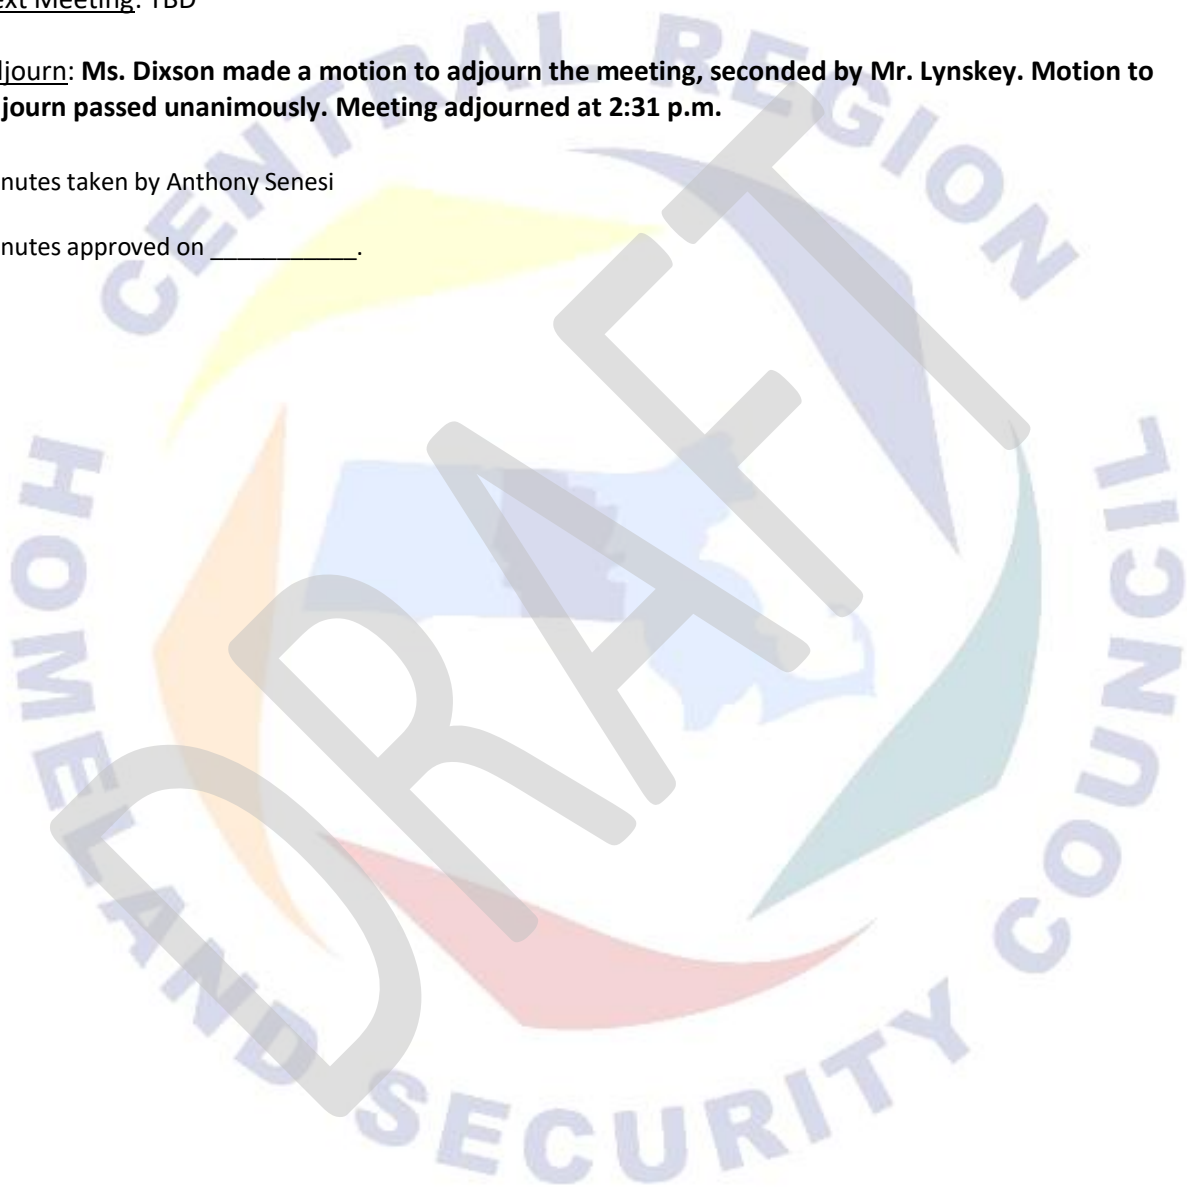 ext Meeting: TBD
djourn: Ms. Dixson made a motion to adjourn the meeting, seconded by Mr. Lynskey. Motion to
journ passed unanimously. Meeting adjourned at 2:31 p.m.
nutes taken by Anthony Senesi
nutes approved on ___________.
CENTRAL REGION
HOMELAND SECURITY COUNCIL
DRAFT